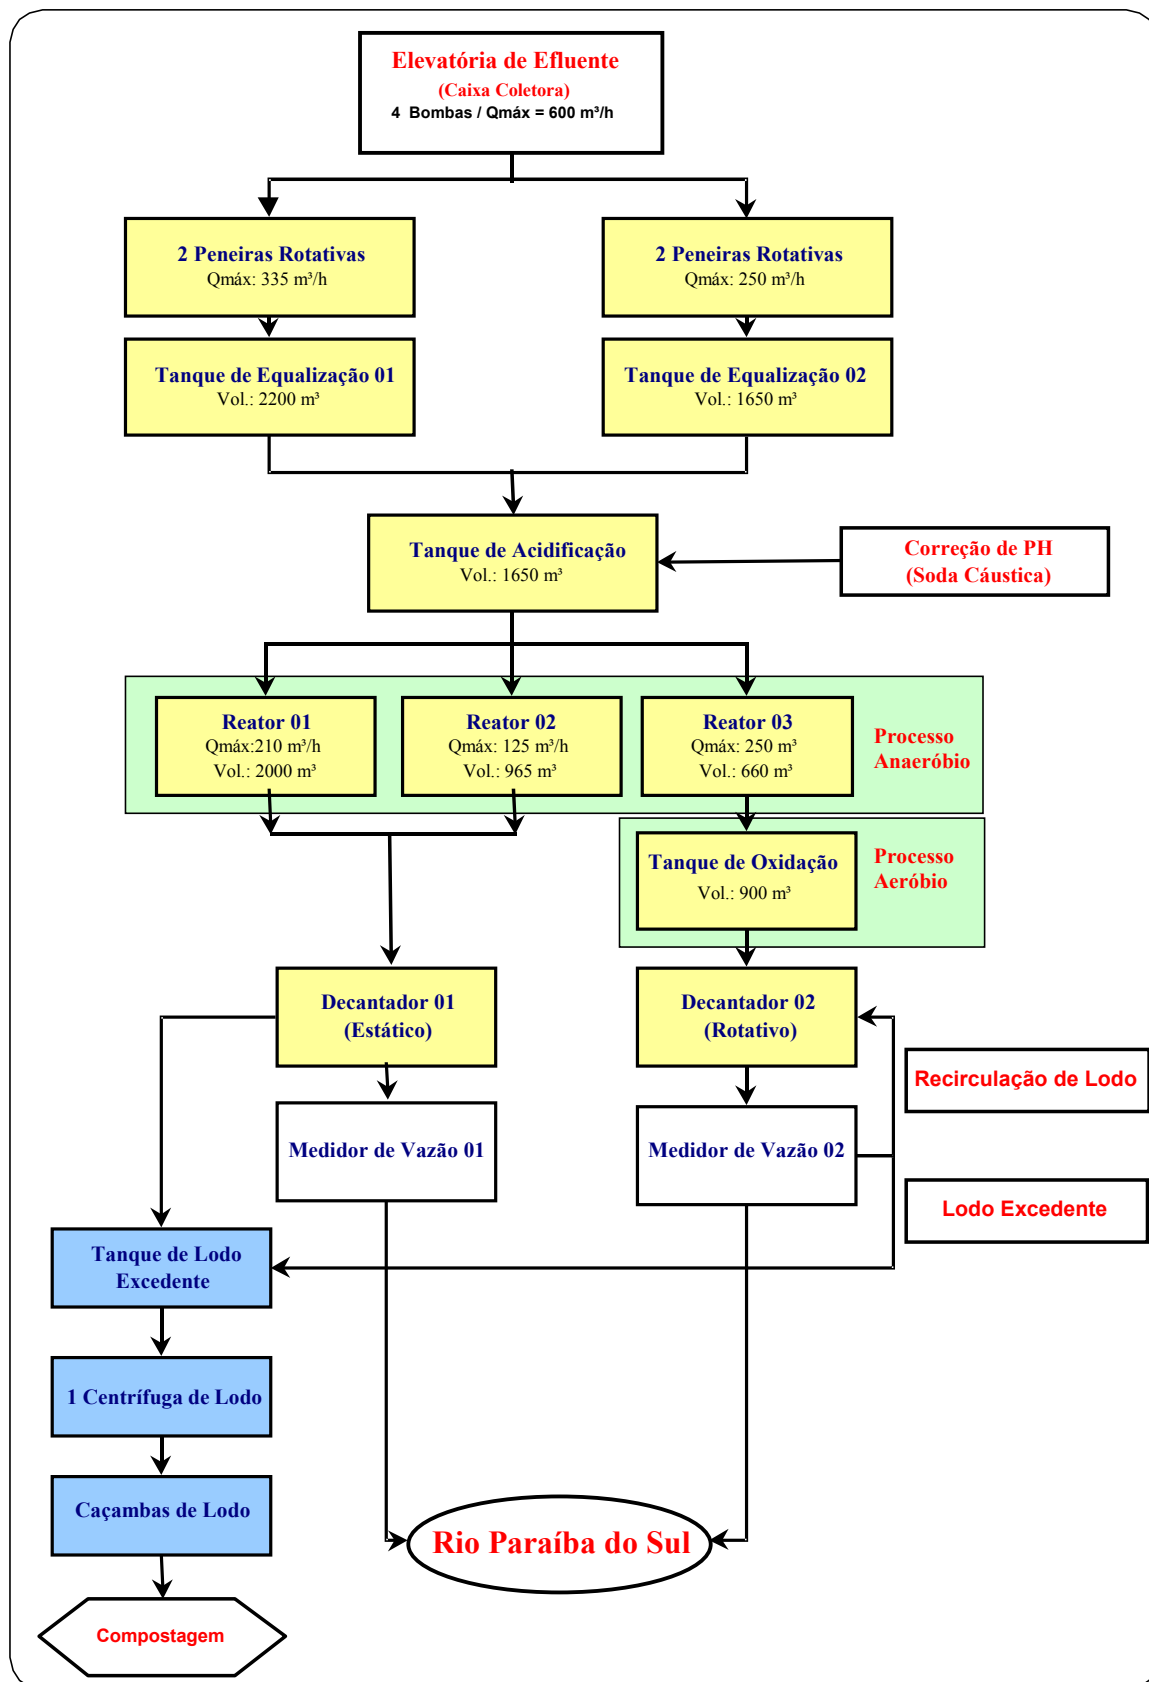 Elevatória de Efluente
(Caixa Coletora)
4 Bombas / Qmáx = 600 m³/h
2 Peneiras Rotativas
Qmáx: 335 m³/h
2 Peneiras Rotativas
Qmáx: 250 m³/h
Tanque de Equalização 01
Vol.: 2200 m³
Tanque de Equalização 02
Vol.: 1650 m³
Tanque de Acidificação
Vol.: 1650 m³
Correção de PH
(Soda Cáustica)
Reator 01
Qmáx:210 m³/h
Vol.: 2000 m³
Reator 02
Qmáx: 125 m³/h
Vol.: 965 m³
Reator 03
Qmáx: 250 m³
Vol.: 660 m³
Processo
Anaeróbio
Tanque de Oxidação
Vol.: 900 m³
Processo
Aeróbio
Decantador 01
(Estático)
Decantador 02
(Rotativo)
Recirculação de Lodo
Medidor de Vazão 01
Medidor de Vazão 02
Lodo Excedente
Tanque de Lodo
Excedente
1 Centrífuga de Lodo
Caçambas de Lodo
Rio Paraíba do Sul
Compostagem